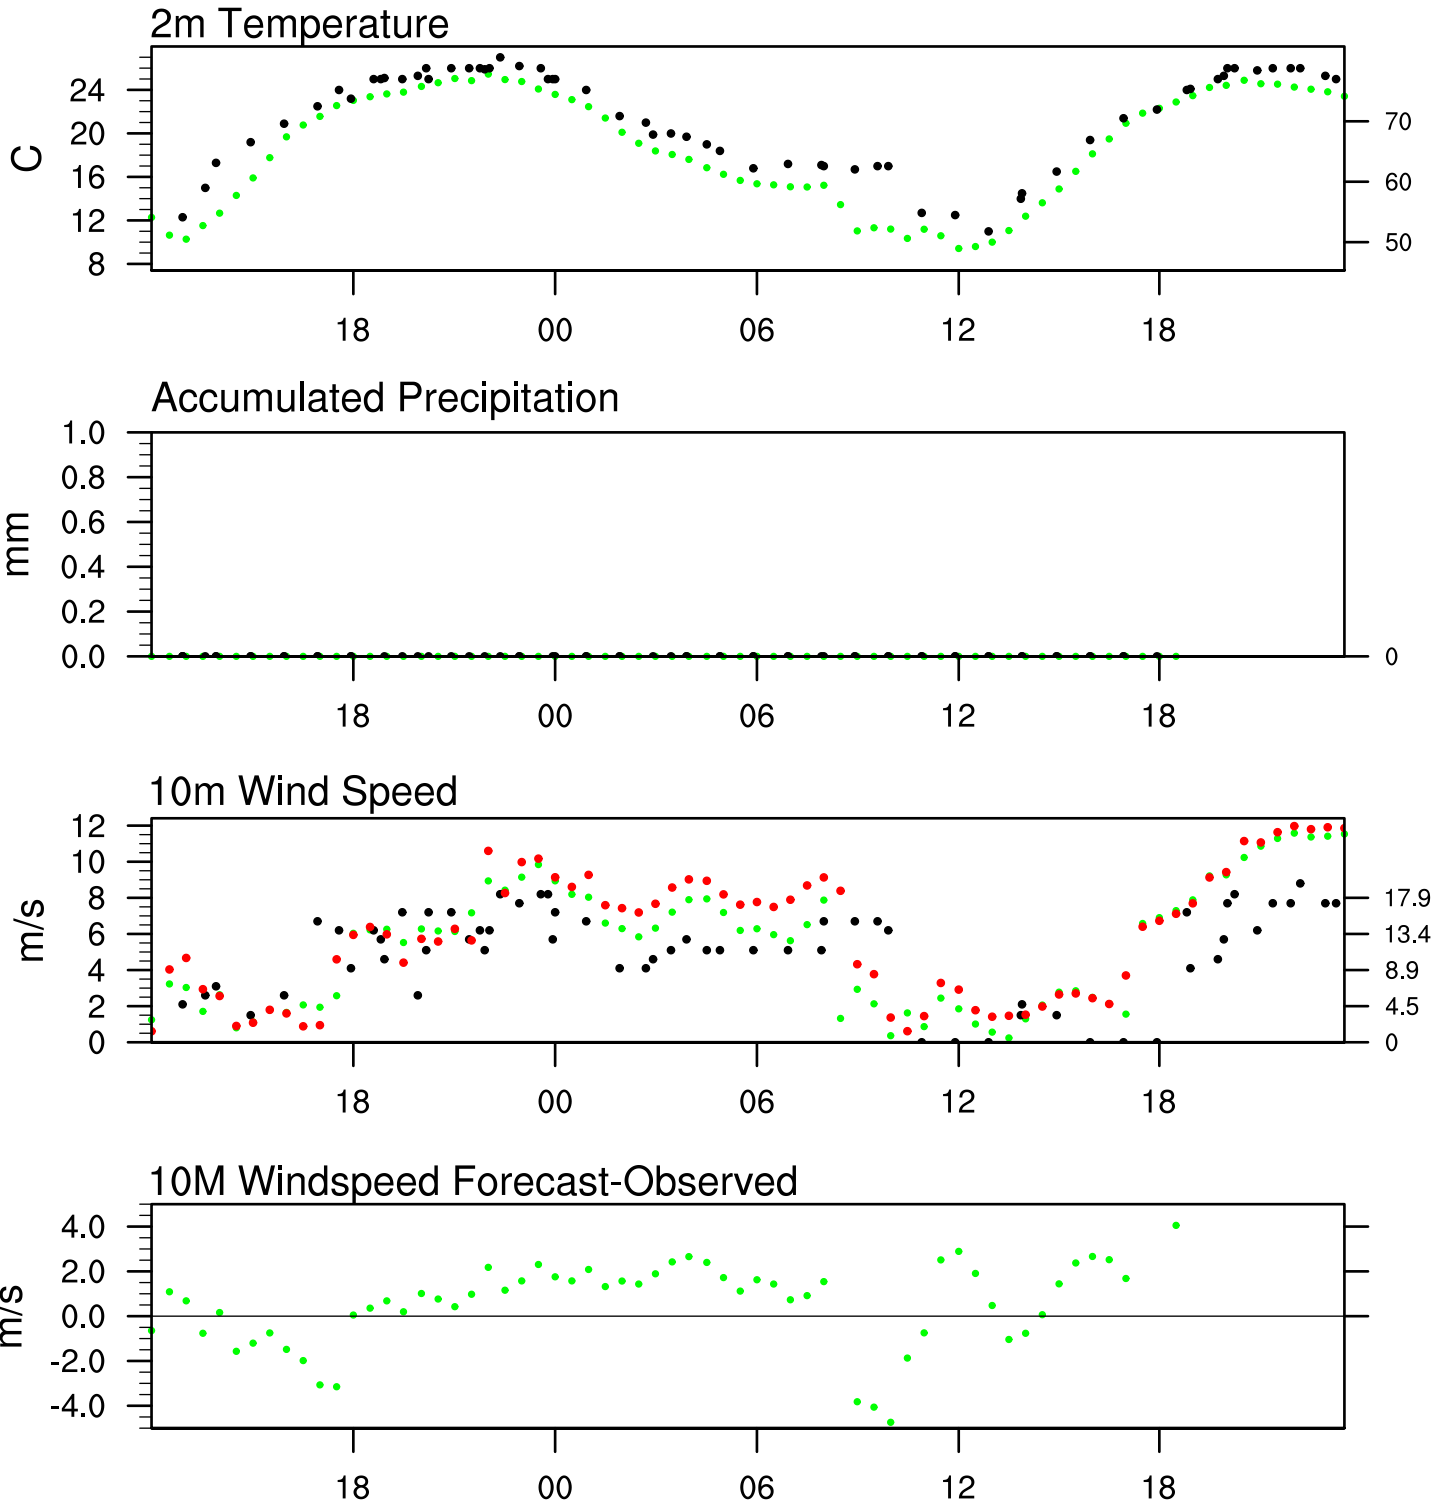 2m Temperature
24
20
16
12
8
C
70
60
50
18 00 06 12 18
Accumulated Precipitation
1.0
0.8
0.6
0.4
0.2
0.0
mm
0
18 00 06 12 18
10m Wind Speed
12
10
8
6
4
2
0
m/s
17.9
13.4
8.9
4.5
0
18 00 06 12 18
10M Windspeed Forecast-Observed
4.0
2.0
0.0
-2.0
-4.0
m/s
18 00 06 12 18